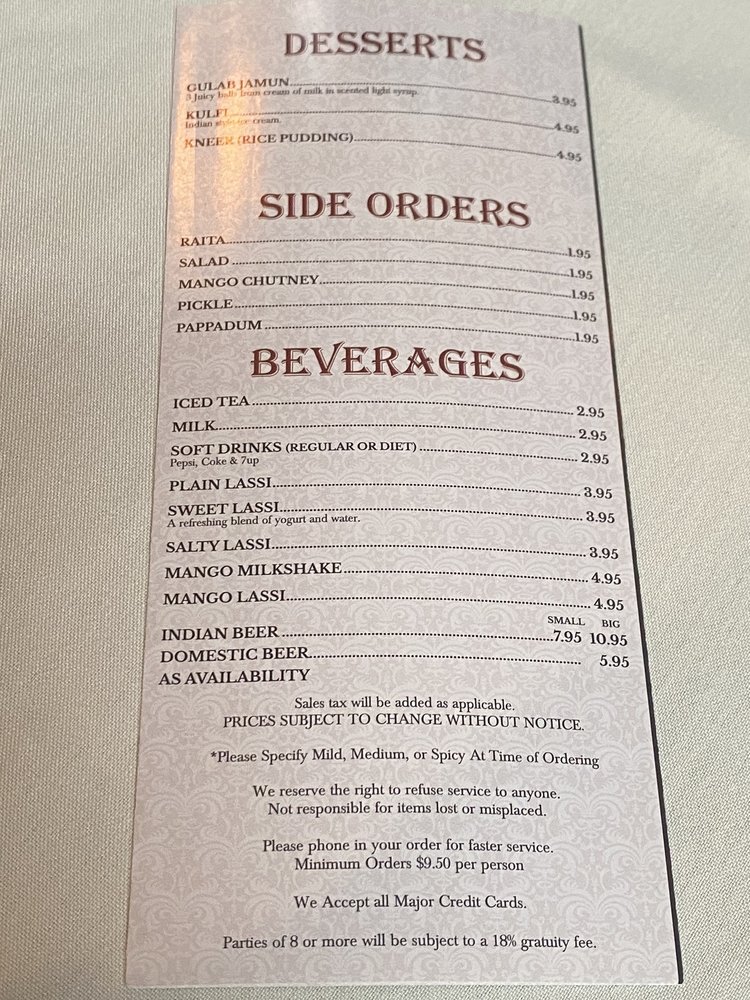 DESSERTS
GULAB JAMUN 3.95
3 Juicy balls from cream of milk in scented light syrup.
KULFI 4.95
Indian style ice cream.
KNEER (RICE PUDDING) 4.95
SIDE ORDERS
RAITA 1.95
SALAD 1.95
MANGO CHUTNEY 1.95
PICKLE 1.95
PAPPADUM 1.95
BEVERAGES
ICED TEA 2.95
MILK 2.95
SOFT DRINKS (REGULAR OR DIET) 2.95
Pepsi, Coke & 7up
PLAIN LASSI 3.95
SWEET LASSI 3.95
A refreshing blend of yogurt and water.
SALTY LASSI 3.95
MANGO MILKSHAKE 4.95
MANGO LASSI 4.95
SMALL BIG
INDIAN BEER 7.95 10.95
DOMESTIC BEER 5.95
AS AVAILABILITY
Sales tax will be added as applicable.
PRICES SUBJECT TO CHANGE WITHOUT NOTICE.
*Please Specify Mild, Medium, or Spicy At Time of Ordering
We reserve the right to refuse service to anyone.
Not responsible for items lost or misplaced.
Please phone in your order for faster service.
Minimum Orders $9.50 per person
We Accept all Major Credit Cards.
Parties of 8 or more will be subject to a 18% gratuity fee.